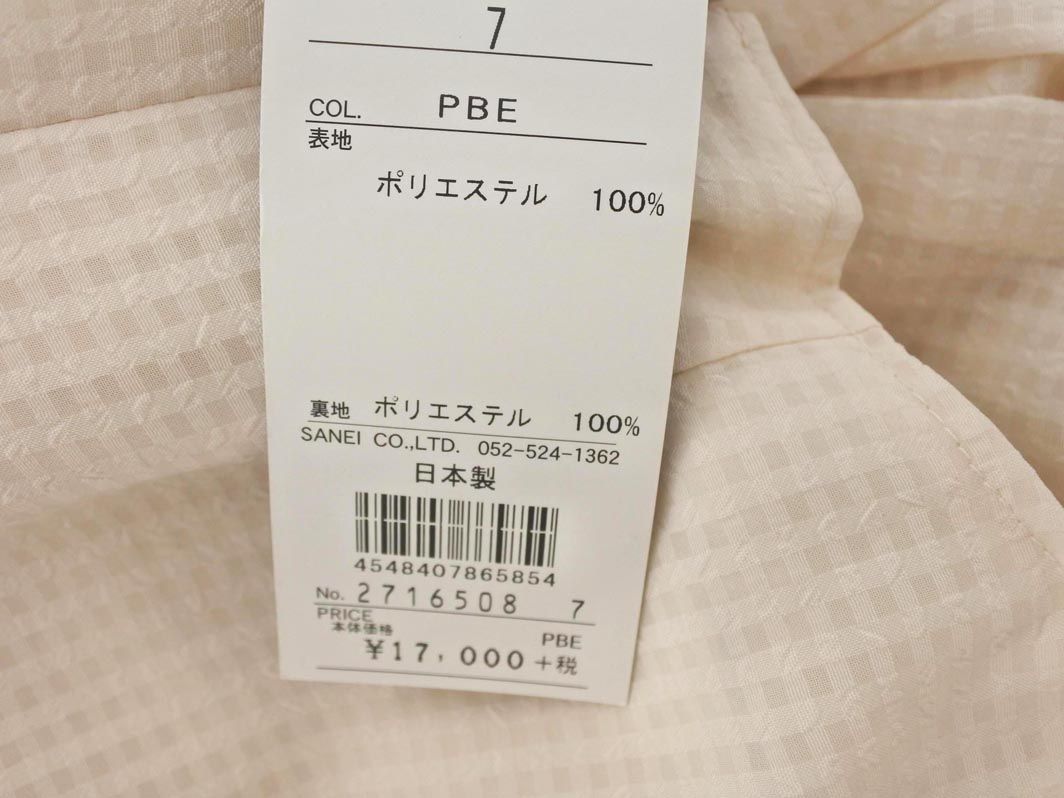 7
COL. PBE
表地
ポリエステル 100%
裏地 ポリエステル 100%
SANEI CO.,LTD. 052-524-1362
日本製
4548407865854
No. 2716508 7
PRICE PBE
本体価格
¥17,000+税